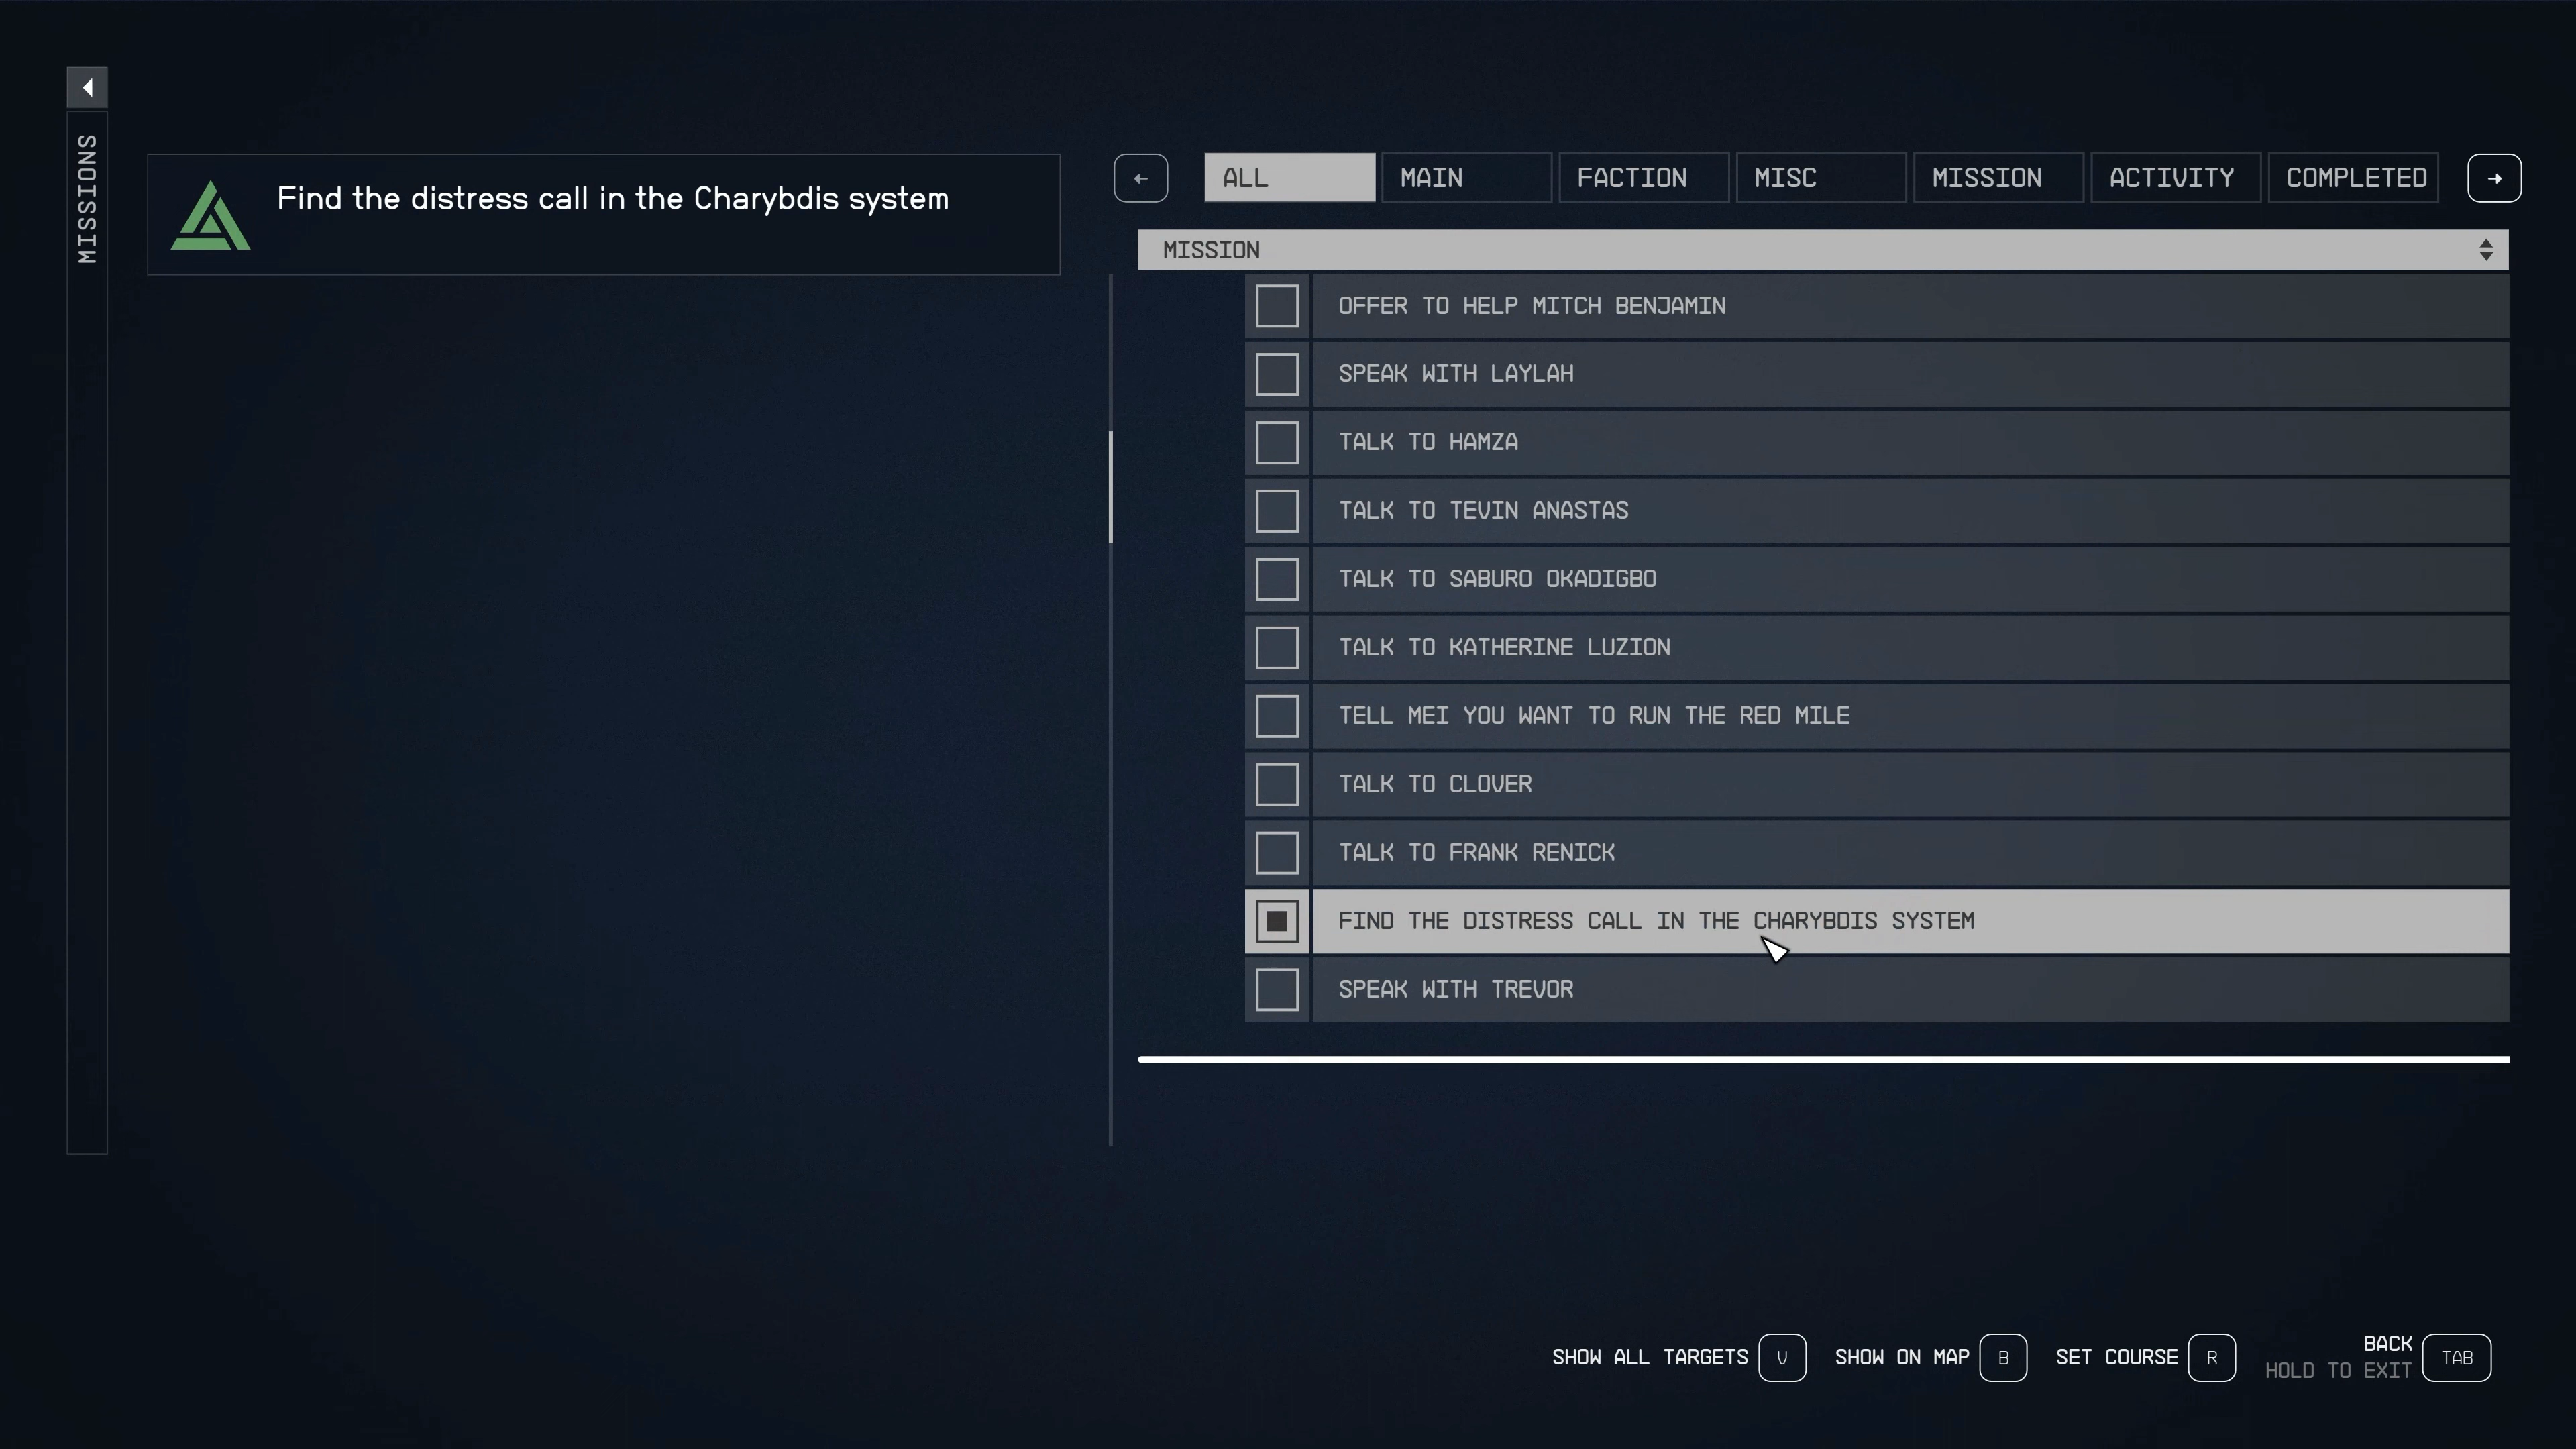 MISSIONS
Find the distress call in the Charybdis system
ALL
MAIN
FACTION
MISC
MISSION
ACTIVITY
COMPLETED
MISSION
OFFER TO HELP MITCH BENJAMIN
SPEAK WITH LAYLAH
TALK TO HAMZA
TALK TO TEVIN ANASTAS
TALK TO SABURO OKADIGBO
TALK TO KATHERINE LUZION
TELL MEI YOU WANT TO RUN THE RED MILE
TALK TO CLOVER
TALK TO FRANK RENICK
FIND THE DISTRESS CALL IN THE CHARYBDIS SYSTEM
SPEAK WITH TREVOR
SHOW ALL TARGETS V
SHOW ON MAP B
SET COURSE R
BACK
HOLD TO EXIT
TAB